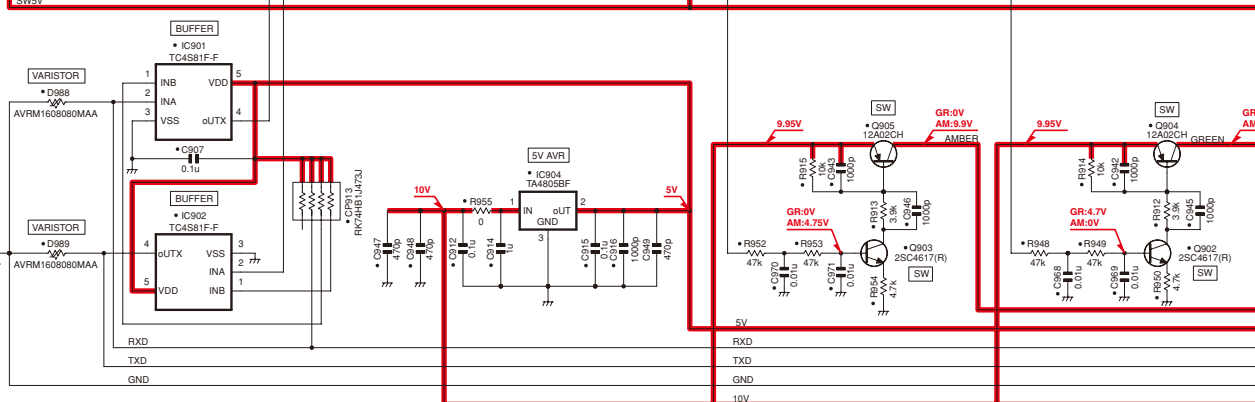 SW5V
BUFFER
• IC901
TC4S81F-F
1 INB VDD 5
2 INA
3 VSS oUTX 4
VARISTOR
• D988
AVRM1608080MAA
• C907
0.1u
BUFFER
• IC902
TC4S81F-F
4 oUTX VSS 3
INA 2
5 VDD INB 1
VARISTOR
• D989
AVRM1608080MAA
• CP913
RK74HB1J473J
10V
5V AVR
• IC904
TA4805BF
• R955
0
1 IN oUT 2
GND
3
5V
• C947
470p
• C948
470p
• C912
0.1u
• C914
1u
• C915
0.1u
• C916
1000p
• C949
470p
9.95V
SW
• Q905
12A02CH
GR:0V
AM:9.9V
AMBER
• R915
10k
• C943
1000p
• R913
3.9k
• C946
1000p
GR:0V
AM:4.75V
• R952
47k
• R953
47k
• C970
0.01u
• C971
0.01u
• Q903
2SC4617(R)
SW
• R954
4.7k
9.95V
SW
• Q904
12A02CH
GR:
AM
GREEN
• R914
10k
• C942
1000p
• R912
3.9k
• C945
1000p
GR:4.7V
AM:0V
• R948
47k
• R949
47k
• C968
0.01u
• C969
0.01u
• Q902
2SC4617(R)
SW
• R950
4.7k
5V
RXD RXD
TXD TXD
GND GND
10V